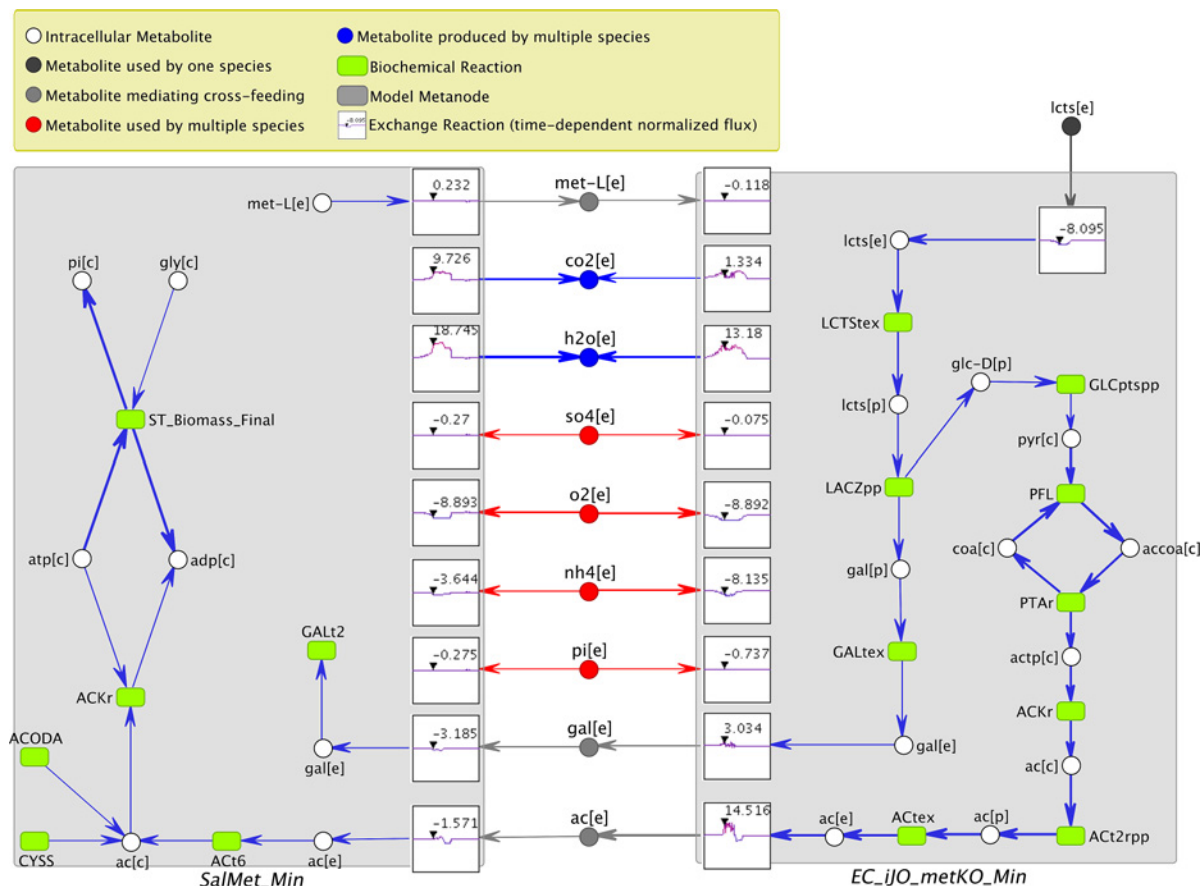 Intracellular Metabolite
Metabolite used by one species
Metabolite mediating cross-feeding
Metabolite used by multiple species
Metabolite produced by multiple species
Biochemical Reaction
Model Metanode
Exchange Reaction (time-dependent normalized flux)
lcts[e]
met-L[e]
0.232
met-L[e]
-0.118
-8.095
lcts[e]
pi[c]
gly[c]
9.726
co2[e]
1.334
LCTStex
18.745
h2o[e]
13.18
glc-D[p]
GLCptspp
lcts[p]
ST_Biomass_Final
-0.27
so4[e]
-0.075
pyr[c]
LACZpp
PFL
-8.893
o2[e]
-8.892
atp[c]
adp[c]
coa[c]
accoa[c]
gal[p]
-3.644
nh4[e]
-8.135
PTAr
GALt2
-0.275
pi[e]
-0.737
GALtex
actp[c]
ACKr
ACKr
ACODA
-3.185
gal[e]
3.034
gal[e]
gal[e]
ac[c]
-1.571
ac[e]
14.516
ac[e]
ACtex
ac[p]
ACt2rpp
CYSS
ac[c]
ACt6
ac[e]
SalMet_Min
EC_iJO_metKO_Min